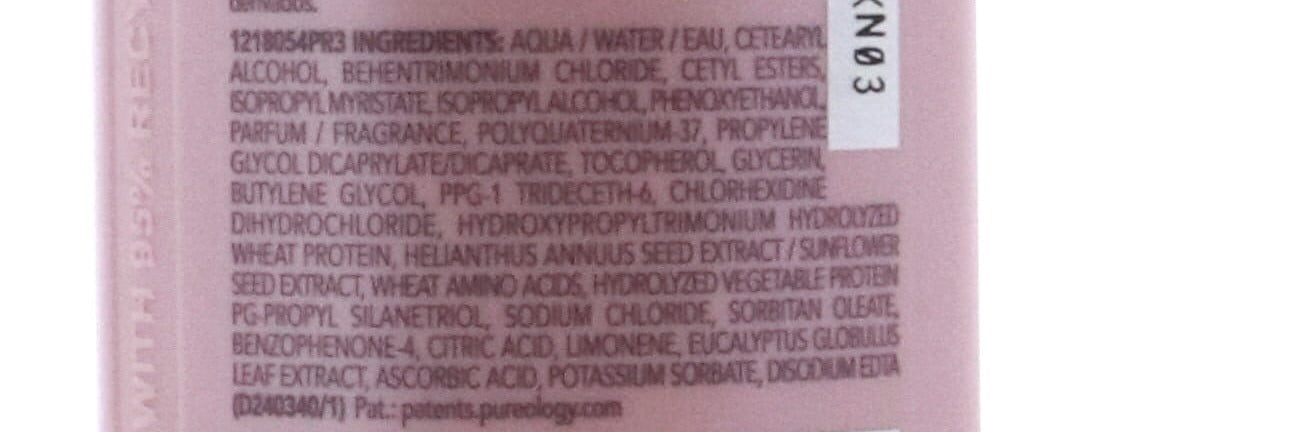 1218054PR3 INGREDIENTS: AQUA / WATER / EAU, CETEARYL
ALCOHOL, BEHENTRIMONIUM CHLORIDE, CETYL ESTERS,
ISOPROPYL MYRISTATE, ISOPROPYL ALCOHOL, PHENOXYETHANOL,
PARFUM / FRAGRANCE, POLYQUATERNIUM-37, PROPYLENE
GLYCOL DICAPRYLATE/DICAPRATE, TOCOPHEROL, GLYCERIN,
BUTYLENE GLYCOL, PPG-1 TRIDECETH-6, CHLORHEXIDINE
DIHYDROCHLORIDE, HYDROXYPROPYLTRIMONIUM HYDROLYZED
WHEAT PROTEIN, HELIANTHUS ANNUUS SEED EXTRACT / SUNFLOWER
SEED EXTRACT, WHEAT AMINO ACIDS, HYDROLYZED VEGETABLE PROTEIN
PG-PROPYL SILANETRIOL, SODIUM CHLORIDE, SORBITAN OLEATE,
BENZOPHENONE-4, CITRIC ACID, LIMONENE, EUCALYPTUS GLOBULUS
LEAF EXTRACT, ASCORBIC ACID, POTASSIUM SORBATE, DISODIUM EDTA
(D240340/1) Pat.: patents.pureology.com
KN03
WITH 95% RECY